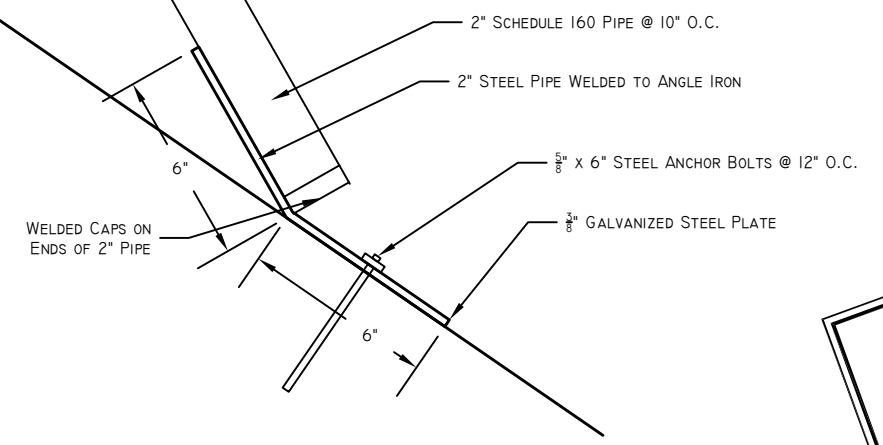 2" Schedule 160 Pipe @ 10" O.C.
2" Steel Pipe Welded to Angle Iron
6"
⅝" x 6" Steel Anchor Bolts @ 12" O.C.
⅜" Galvanized Steel Plate
Welded Caps on
Ends of 2" Pipe
6"